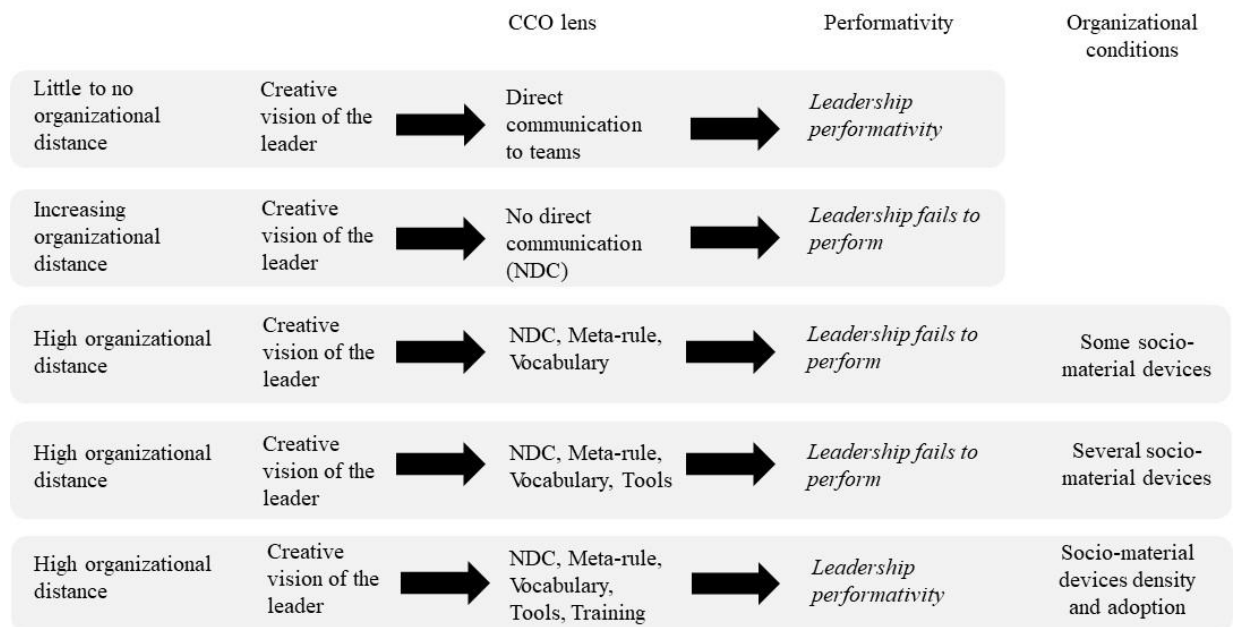 CCO lens
Performativity
Organizational
conditions
Little to no
organizational
distance
Creative
vision of the
leader
Direct
communication
to teams
Leadership
performativity
Increasing
organizational
distance
Creative
vision of the
leader
No direct
communication
(NDC)
Leadership fails to
perform
High organizational
distance
Creative
vision of the
leader
NDC, Meta-rule,
Vocabulary
Leadership fails to
perform
Some socio-
material devices
High organizational
distance
Creative
vision of the
leader
NDC, Meta-rule,
Vocabulary, Tools
Leadership fails to
perform
Several socio-
material devices
High organizational
distance
Creative
vision of the
leader
NDC, Meta-rule,
Vocabulary,
Tools, Training
Leadership
performativity
Socio-material
devices density
and adoption